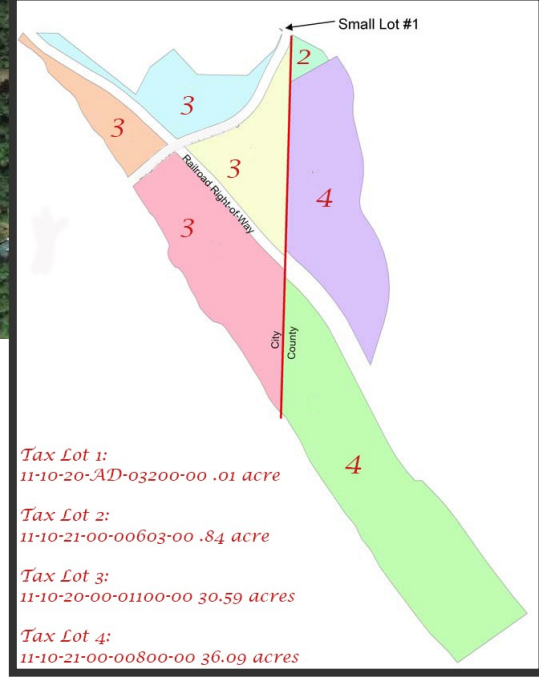 Small Lot #1
2
3
3
3
4
Railroad Right-of-Way
3
City
County
4
Tax Lot 1:
11-10-20-AD-03200-00 .01 acre
Tax Lot 2:
11-10-21-00-00603-00 .84 acre
Tax Lot 3:
11-10-20-00-01100-00 30.59 acres
Tax Lot 4:
11-10-21-00-00800-00 36.09 acres